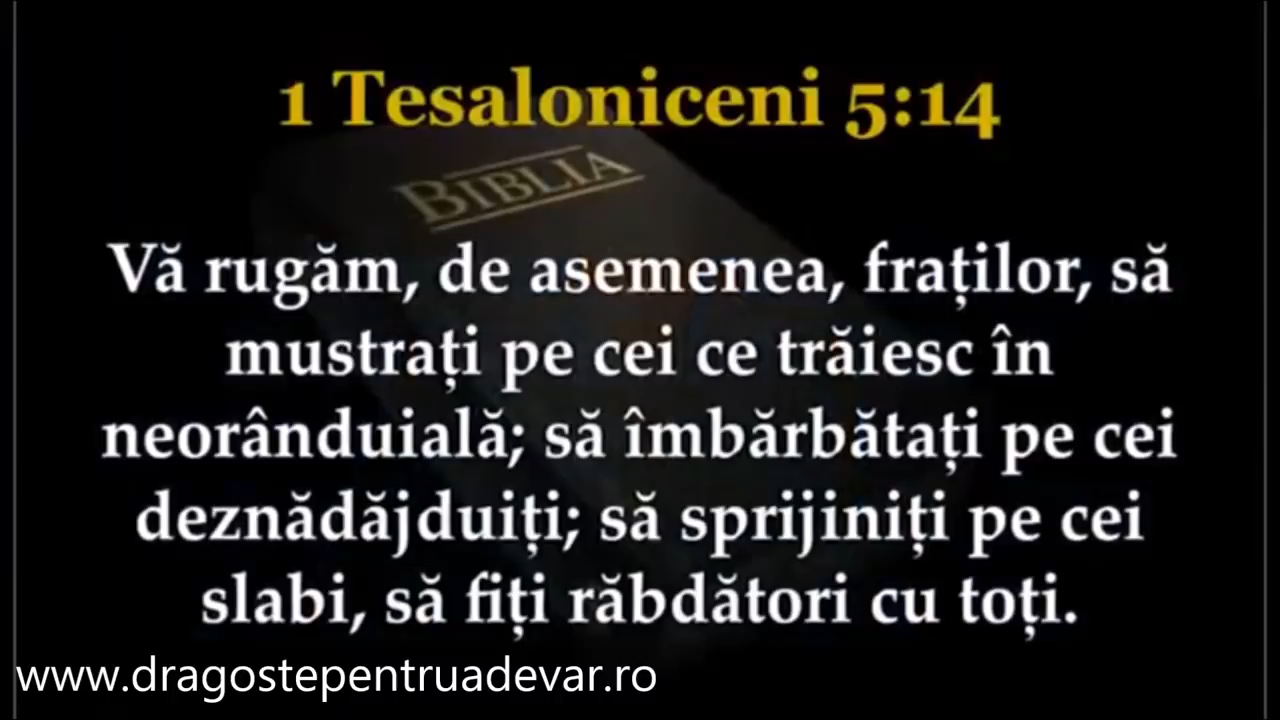 1 Tesaloniceni 5:14
BIBLIA
Vă rugăm, de asemenea, fraților, să
mustrați pe cei ce trăiesc în
neorânduială; să îmbărbătați pe cei
deznădăjduiți; să sprijiniți pe cei
slabi, să fiți răbdători cu toți.
www.dragostepentruadevar.ro